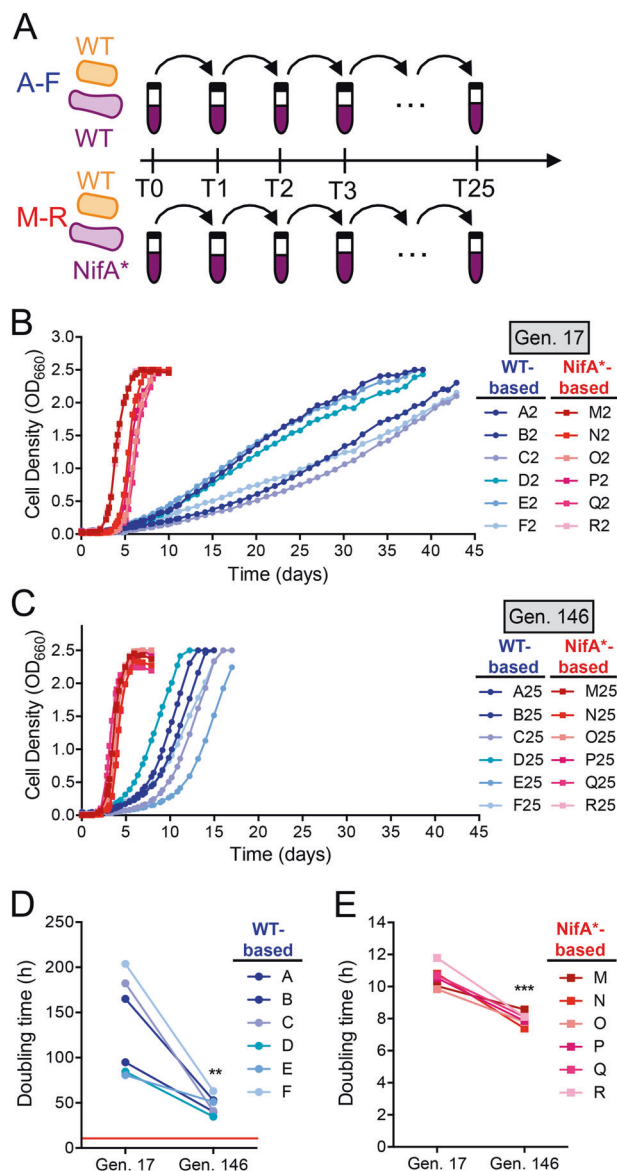 A
WT
A-F
WT
T0 T1 T2 T3 T25
...
WT
M-R
NifA*
...
B
Cell Density (OD660)
3.0
2.5
2.0
1.5
1.0
0.5
0.0
0 5 10 15 20 25 30 35 40 45
Time (days)
Gen. 17
WT- NifA*-
based based
A2 M2
B2 N2
C2 O2
D2 P2
E2 Q2
F2 R2
C
Cell Density (OD660)
3.0
2.5
2.0
1.5
1.0
0.5
0.0
0 5 10 15 20 25 30 35 40 45
Time (days)
Gen. 146
WT- NifA*-
based based
A25 M25
B25 N25
C25 O25
D25 P25
E25 Q25
F25 R25
D
Doubling time (h)
250
200
150
100
50
0
**
Gen. 17 Gen. 146
WT-
based
A
B
C
D
E
F
E
Doubling time (h)
14
12
10
8
6
4
2
0
***
Gen. 17 Gen. 146
NifA*-
based
M
N
O
P
Q
R